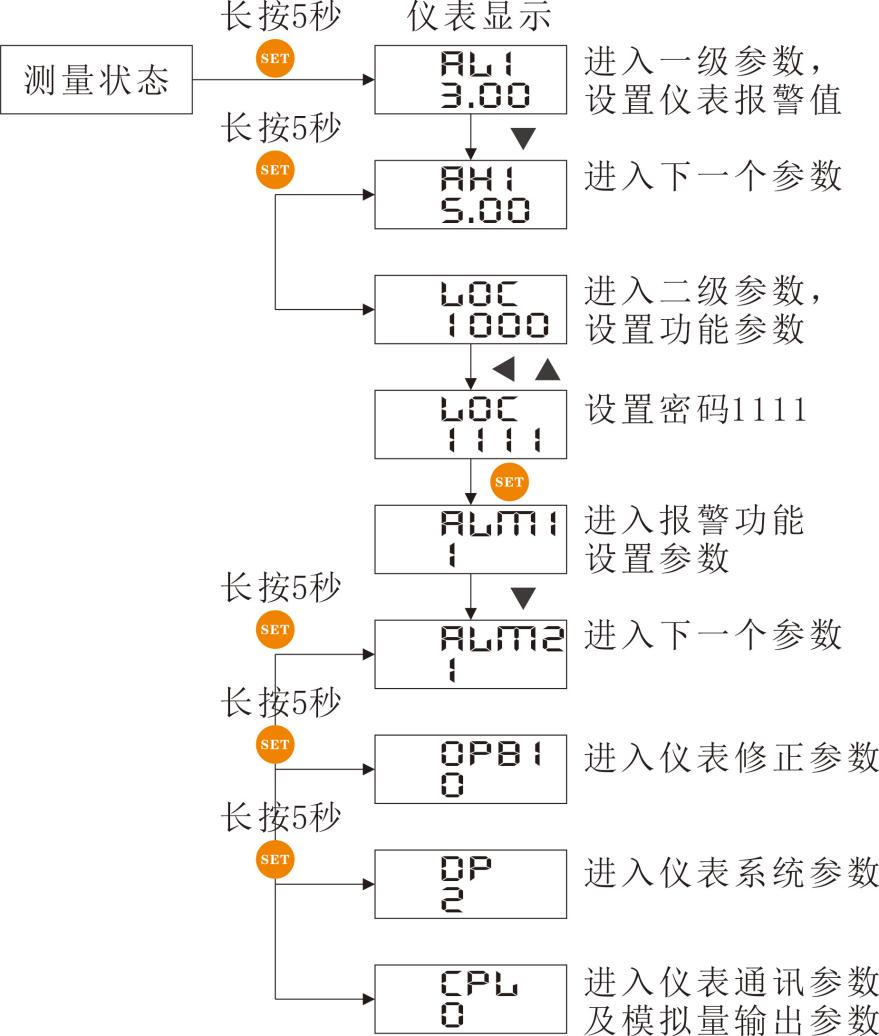 长按5秒
仪表显示
SET
测量状态
AL1
3.00
进入一级参数，
设置仪表报警值
长按5秒
SET
AH1
5.00
进入下一个参数
LOC
1000
进入二级参数，
设置功能参数
LOC
1111
设置密码1111
SET
ALM1
1
进入报警功能
设置参数
长按5秒
SET
ALM2
1
进入下一个参数
长按5秒
SET
OPB1
0
进入仪表修正参数
长按5秒
SET
DP
2
进入仪表系统参数
CPL
0
进入仪表通讯参数
及模拟量输出参数